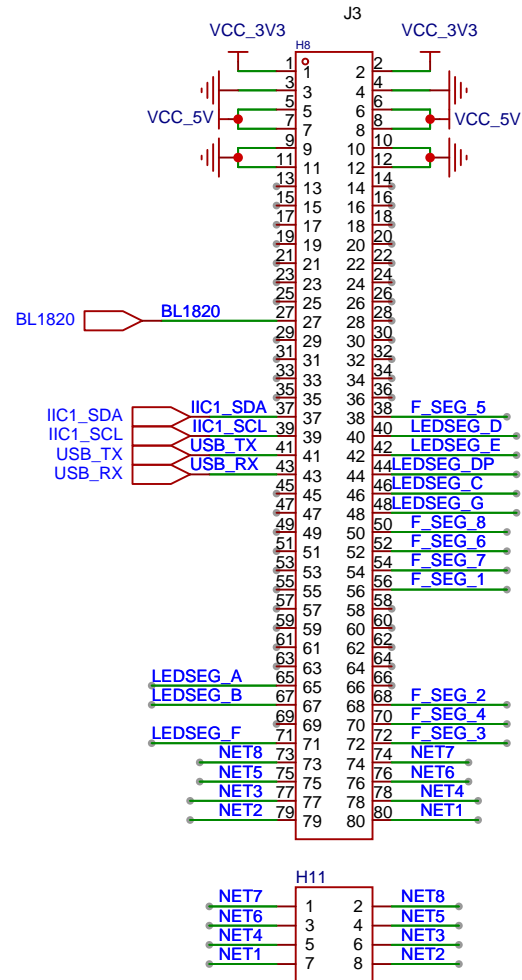 J3
VCC_3V3 H8 VCC_3V3
1 1 2 2
3 3 4 4
5 5 6 6
VCC_5V 7 7 8 8 VCC_5V
9 9 10 10
11 11 12 12
13 13 14 14
15 15 16 16
17 17 18 18
19 19 20 20
21 21 22 22
23 23 24 24
25 25 26 26
BL1820 BL1820 27 27 28 28
29 29 30 30
31 31 32 32
33 33 34 34
35 35 36 36
IIC1_SDA IIC1_SDA 37 37 38 38 F_SEG_5
IIC1_SCL IIC1_SCL 39 39 40 40 LEDSEG_D
USB_TX USB_TX 41 41 42 42 LEDSEG_E
USB_RX USB_RX 43 43 44 44 LEDSEG_DP
45 45 46 46 LEDSEG_C
47 47 48 48 LEDSEG_G
49 49 50 50 F_SEG_8
51 51 52 52 F_SEG_6
53 53 54 54 F_SEG_7
55 55 56 56 F_SEG_1
57 57 58 58
59 59 60 60
61 61 62 62
63 63 64 64
LEDSEG_A 65 65 66 66
LEDSEG_B 67 67 68 68 F_SEG_2
69 69 70 70 F_SEG_4
LEDSEG_F 71 71 72 72 F_SEG_3
NET8 73 73 74 74 NET7
NET5 75 75 76 76 NET6
NET3 77 77 78 78 NET4
NET2 79 79 80 80 NET1
H11
NET7 1 2 NET8
NET6 3 4 NET5
NET4 5 6 NET3
NET1 7 8 NET2